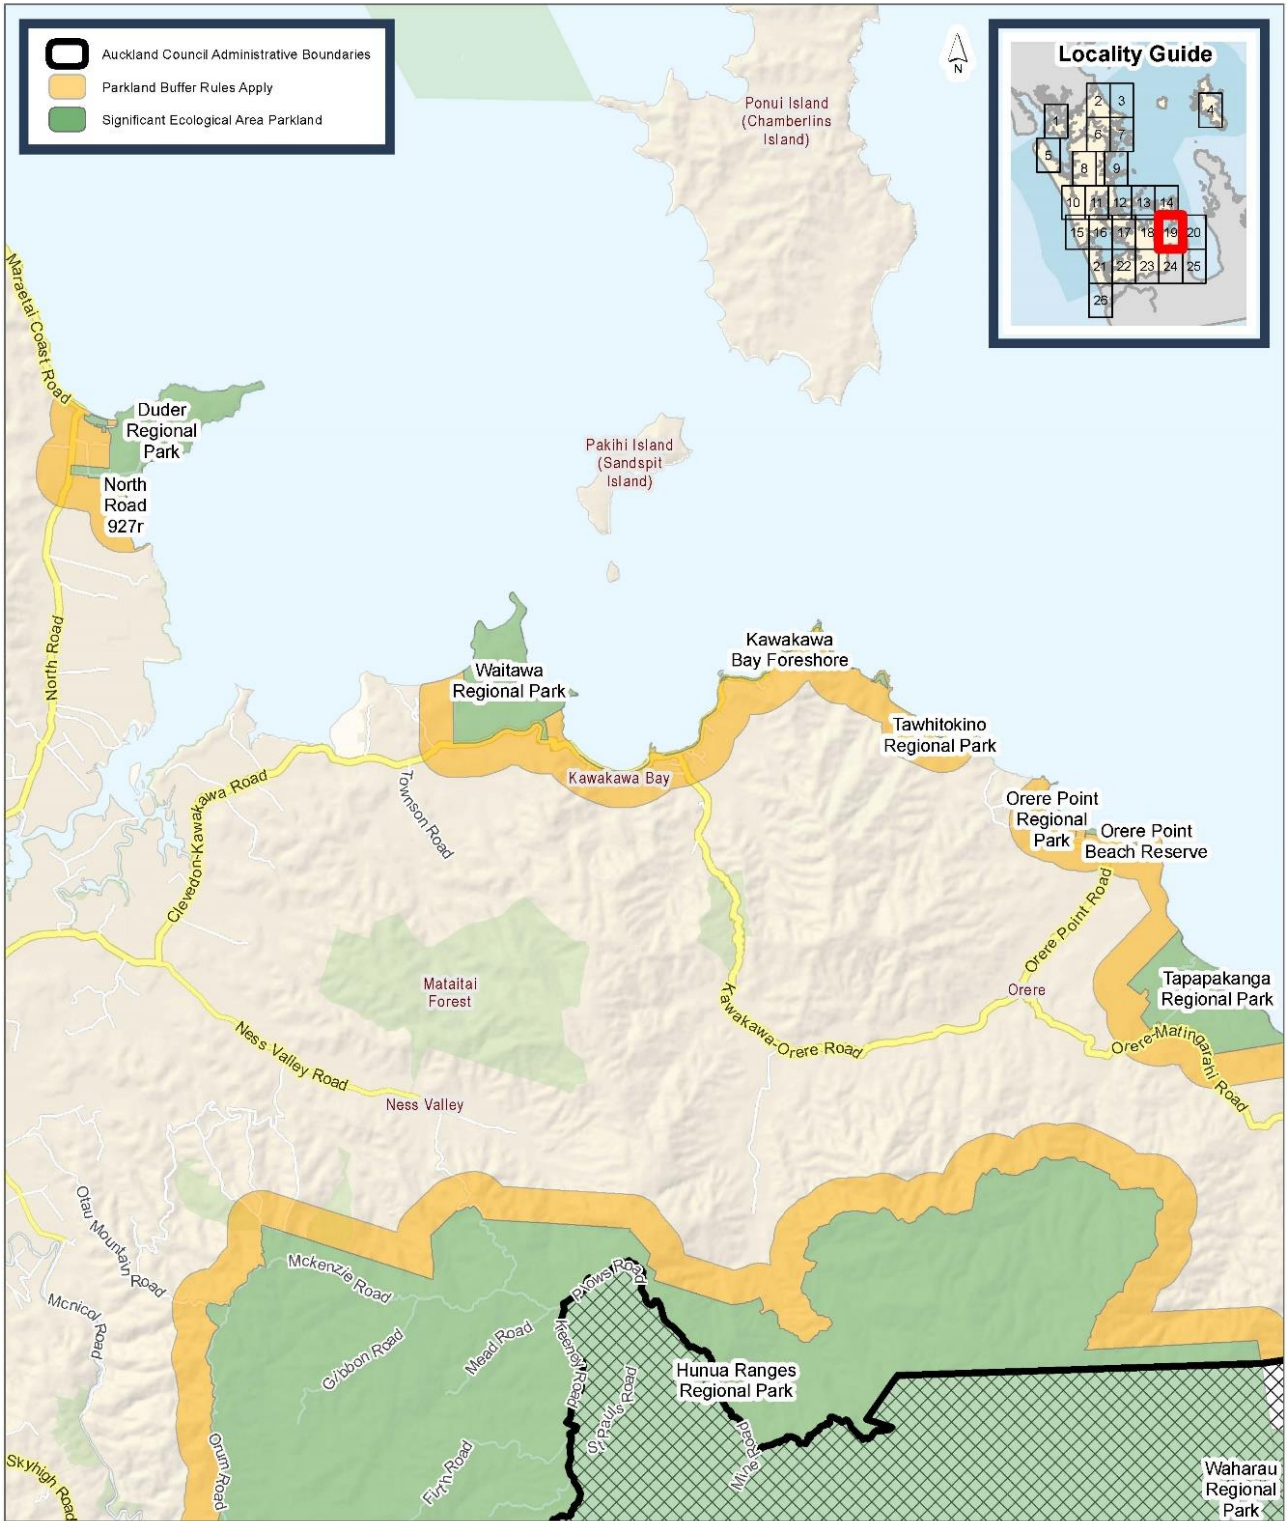 Auckland Council Administrative Boundaries
Parkland Buffer Rules Apply
Significant Ecological Area Parkland
N
Locality Guide
1
2
3
4
5
6
7
8
9
10
11
12
13
14
15
16
17
18
19
20
21
22
23
24
25
26
Ponui Island
(Chamberlins
Island)
Maraetai Coast Road
Duder
Regional
Park
North
Road
927r
Pakihi Island
(Sandspit
Island)
North Road
Waitawa
Regional Park
Kawakawa
Bay Foreshore
Tawhitokino
Regional Park
Kawakawa Bay
Clevedon-Kawakawa Road
Townson Road
Orere Point
Regional
Park
Orere Point
Beach Reserve
Orere Point Road
Mataitai
Forest
Kawakawa-Orere Road
Orere
Tapapakanga
Regional Park
Orere-Matingarahi Road
Ness Valley Road
Ness Valley
Otau Mountain Road
Mcnicol Road
Mckenzie Road
Gibbon Road
Mead Road
Plows Road
Keeney Road
St Pauls Road
Hunua Ranges
Regional Park
Mine Road
Firth Road
Orum Road
Skyhigh Road
Waharau
Regional
Park